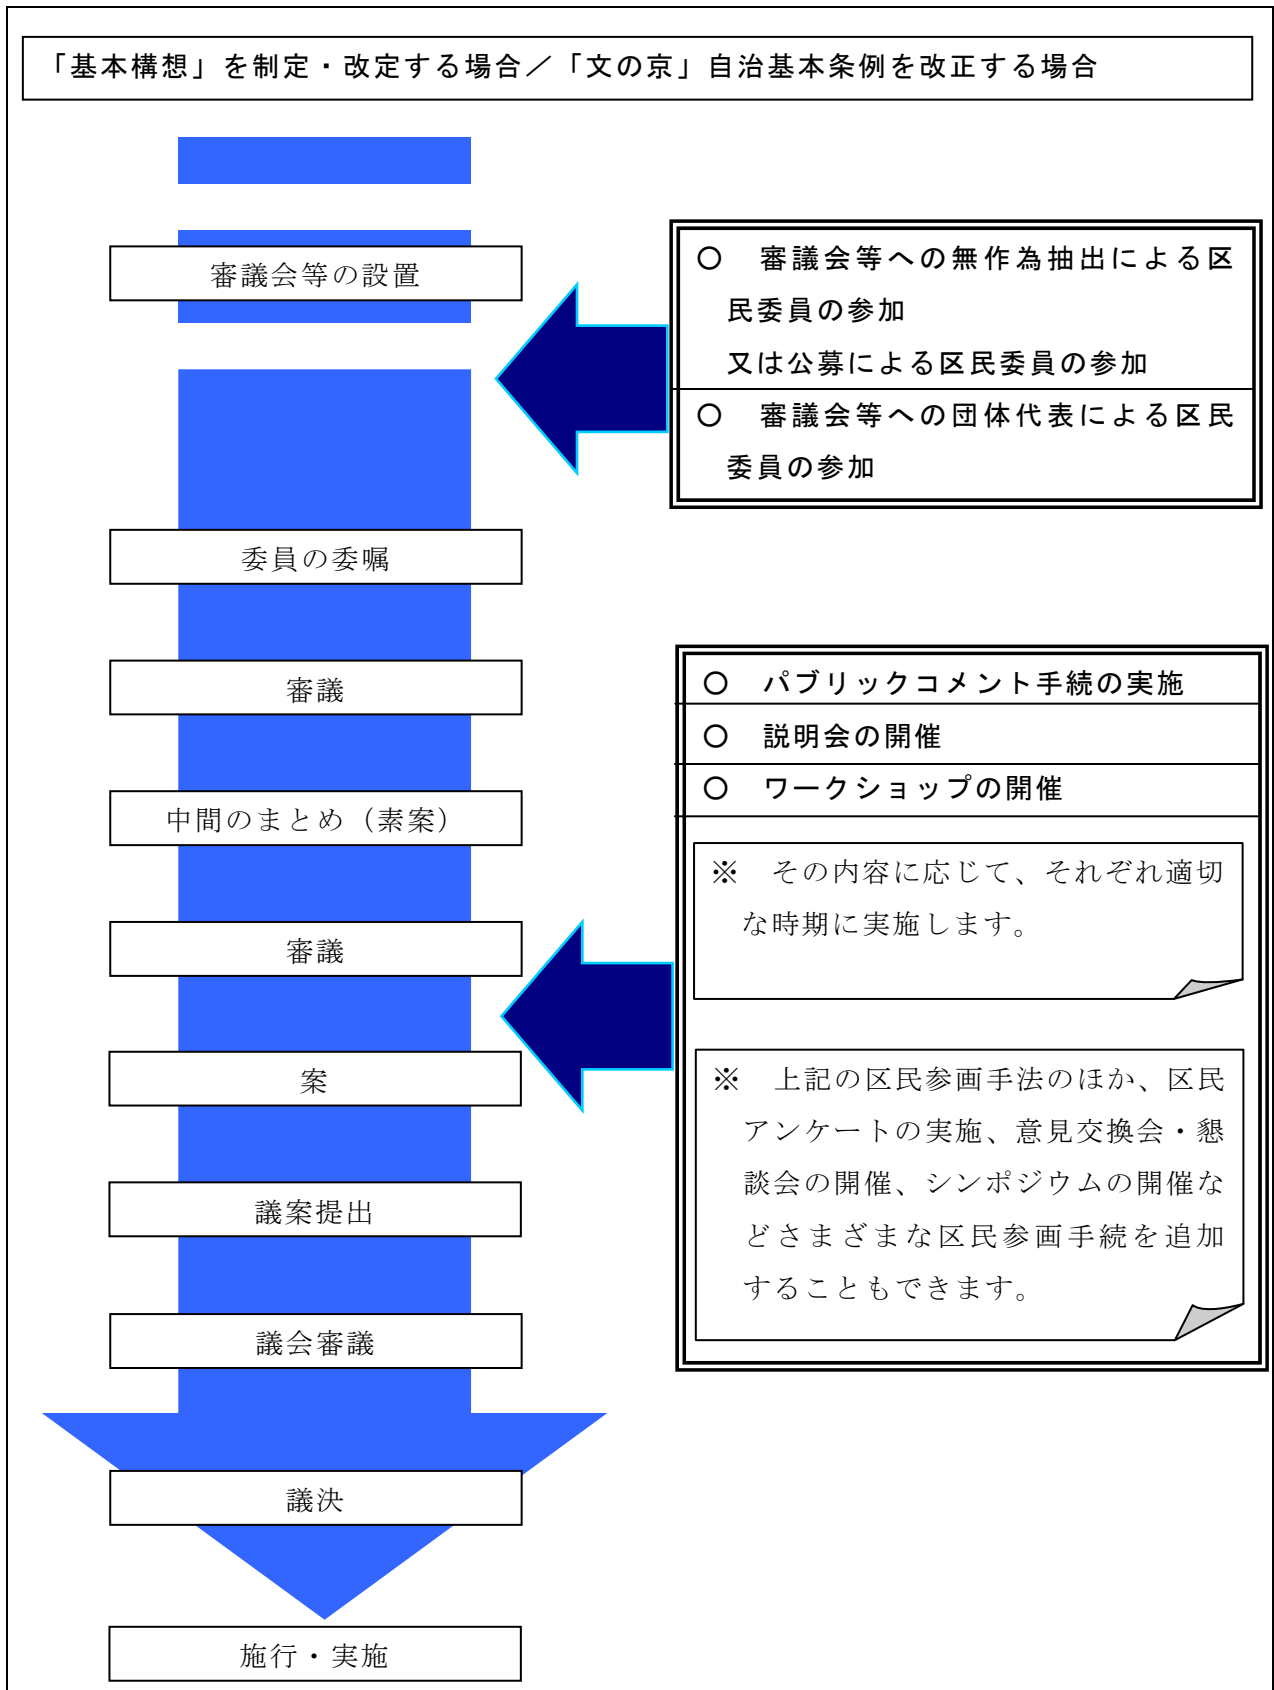 「基本構想」を制定・改定する場合／「文の京」自治基本条例を改正する場合
審議会等の設置
○　審議会等への無作為抽出による区
民委員の参加
又は公募による区民委員の参加
○　審議会等への団体代表による区民
委員の参加
委員の委嘱
審議
中間のまとめ（素案）
審議
案
議案提出
議会審議
議決
施行・実施
○　パブリックコメント手続の実施
○　説明会の開催
○　ワークショップの開催
※　その内容に応じて、それぞれ適切
な時期に実施します。
※　上記の区民参画手法のほか、区民
アンケートの実施、意見交換会・懇
談会の開催、シンポジウムの開催な
どさまざまな区民参画手続を追加
することもできます。